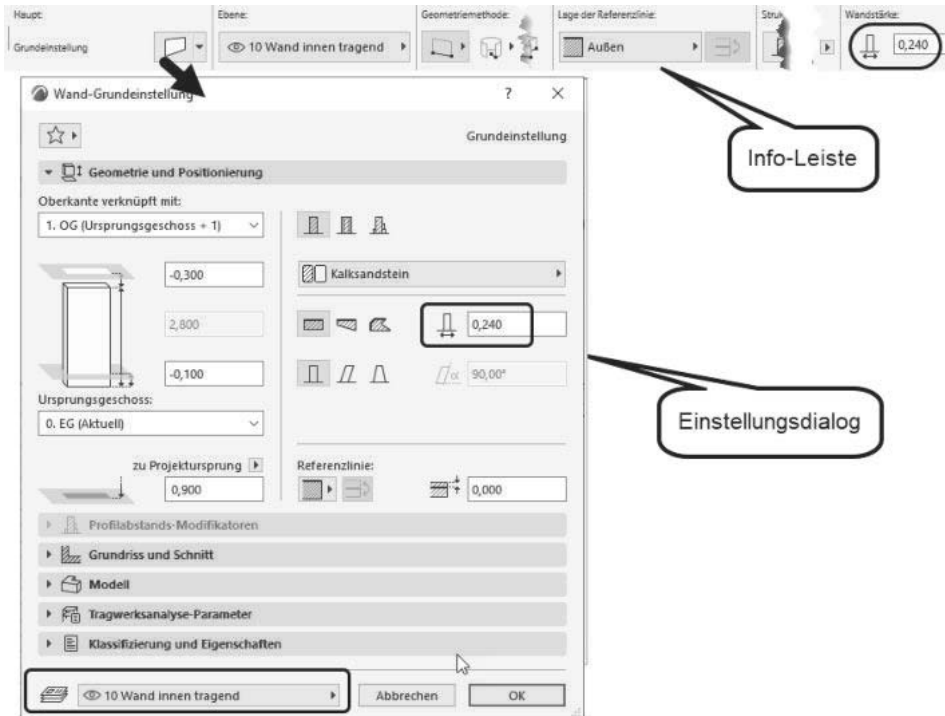 Haupt:
Ebene:
Geometriemethode:
Lage der Referenzlinie:
Wandstärke:
Grundeinstellung
10 Wand innen tragend
Außen
0,240
Info-Leiste
Wand-Grundeinstellung
?
Grundeinstellung
Geometrie und Positionierung
Oberkante verknüpft mit:
1. OG (Ursprungsgeschoss + 1)
-0,300
Kalksandstein
2,800
0,240
-0,100
α 90,00°
Ursprungsgeschoss:
0. EG (Aktuell)
Einstellungsdialog
zu Projektursprung
Referenzlinie:
0,900
0,000
Profilabstands-Modifikatoren
Grundriss und Schnitt
Modell
Tragwerksanalyse-Parameter
Klassifizierung und Eigenschaften
10 Wand innen tragend
Abbrechen
OK